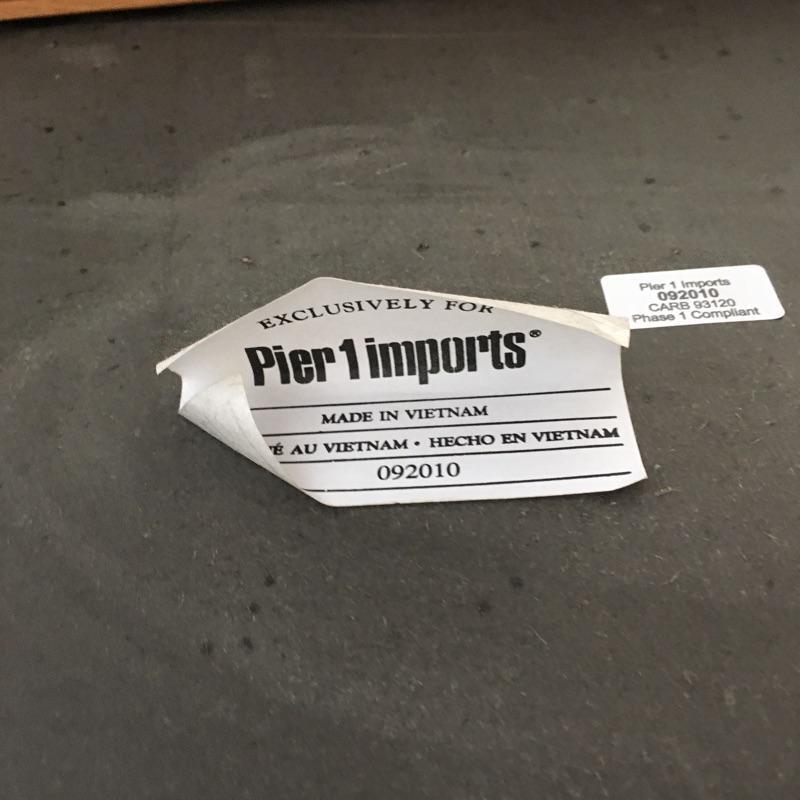 EXCLUSIVELY FOR
Pier 1 imports®
MADE IN VIETNAM
É AU VIETNAM • HECHO EN VIETNAM
092010
Pier 1 Imports
092010
CARB 93120
Phase 1 Compliant